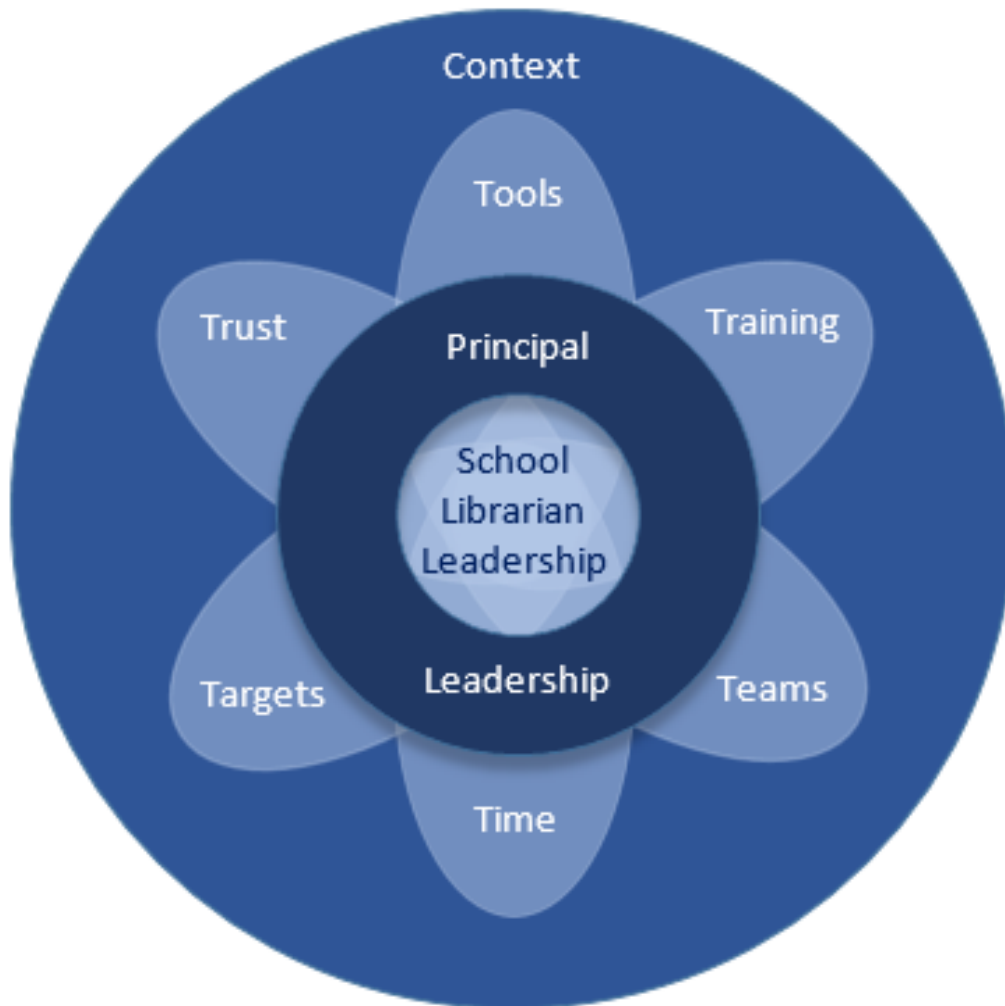 Context
Tools
Trust
Training
Principal
School
Librarian
Leadership
Leadership
Targets
Teams
Time